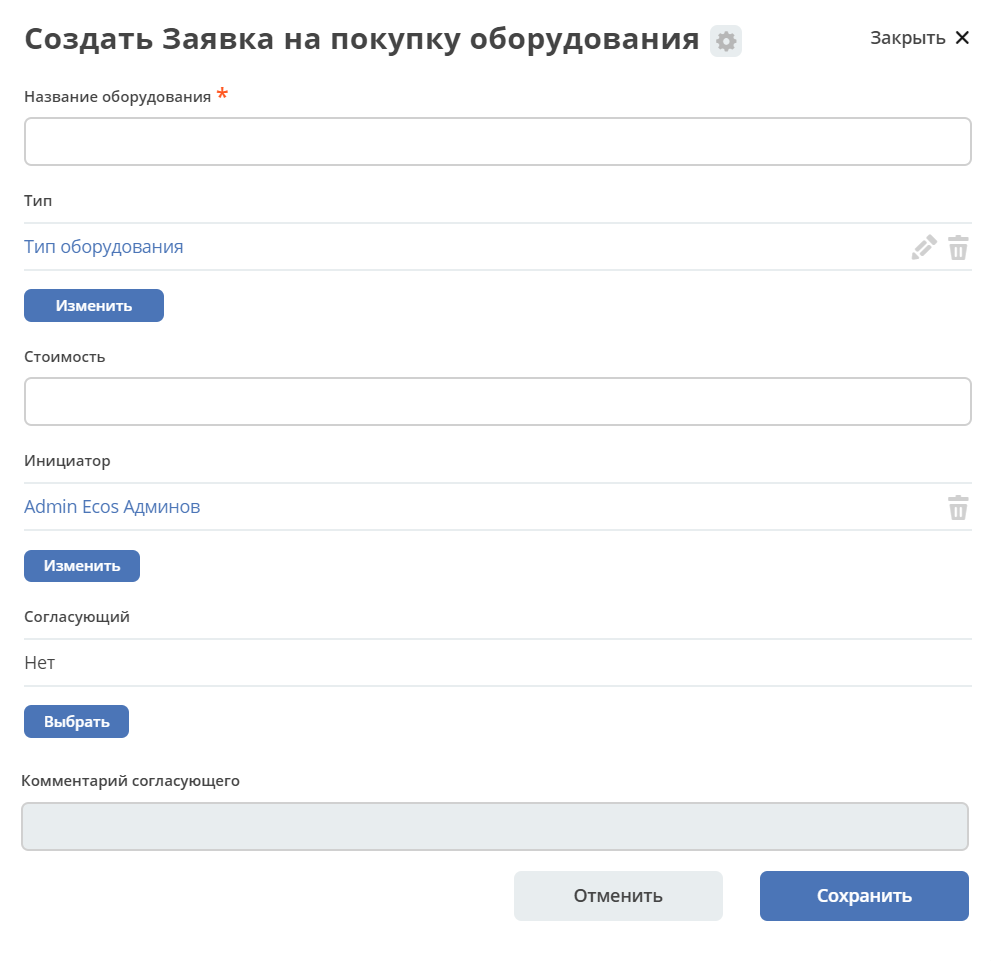 Создать Заявка на покупку оборудования
Закрыть
Название оборудования *
Тип
Тип оборудования
Изменить
Стоимость
Инициатор
Admin Ecos Админов
Изменить
Согласующий
Нет
Выбрать
Комментарий согласующего
Отменить
Сохранить